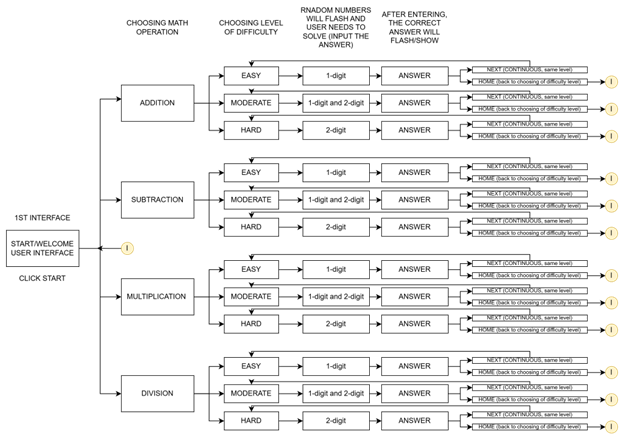 CHOOSING MATH
OPERATION
CHOOSING LEVEL
OF DIFFICULTY
RNADOM NUMBERS
WILL FLASH AND
USER NEEDS TO
SOLVE (INPUT THE
ANSWER)
AFTER ENTERING,
THE CORRECT
ANSWER WILL
FLASH/SHOW
1ST INTERFACE
START/WELCOME
USER INTERFACE
CLICK START
I
ADDITION
EASY
1-digit
ANSWER
NEXT (CONTINUOUS, same level)
HOME (back to choosing of difficulty level)
I
MODERATE
1-digit and 2-digit
ANSWER
NEXT (CONTINUOUS, same level)
HOME (back to choosing of difficulty level)
I
HARD
2-digit
ANSWER
NEXT (CONTINUOUS, same level)
HOME (back to choosing of difficulty level)
I
SUBTRACTION
EASY
1-digit
ANSWER
NEXT (CONTINUOUS, same level)
HOME (back to choosing of difficulty level)
I
MODERATE
1-digit and 2-digit
ANSWER
NEXT (CONTINUOUS, same level)
HOME (back to choosing of difficulty level)
I
HARD
2-digit
ANSWER
NEXT (CONTINUOUS, same level)
HOME (back to choosing of difficulty level)
I
MULTIPLICATION
EASY
1-digit
ANSWER
NEXT (CONTINUOUS, same level)
HOME (back to choosing of difficulty level)
I
MODERATE
1-digit and 2-digit
ANSWER
NEXT (CONTINUOUS, same level)
HOME (back to choosing of difficulty level)
I
HARD
2-digit
ANSWER
NEXT (CONTINUOUS, same level)
HOME (back to choosing of difficulty level)
I
DIVISION
EASY
1-digit
ANSWER
NEXT (CONTINUOUS, same level)
HOME (back to choosing of difficulty level)
I
MODERATE
1-digit and 2-digit
ANSWER
NEXT (CONTINUOUS, same level)
HOME (back to choosing of difficulty level)
I
HARD
2-digit
ANSWER
NEXT (CONTINUOUS, same level)
HOME (back to choosing of difficulty level)
I